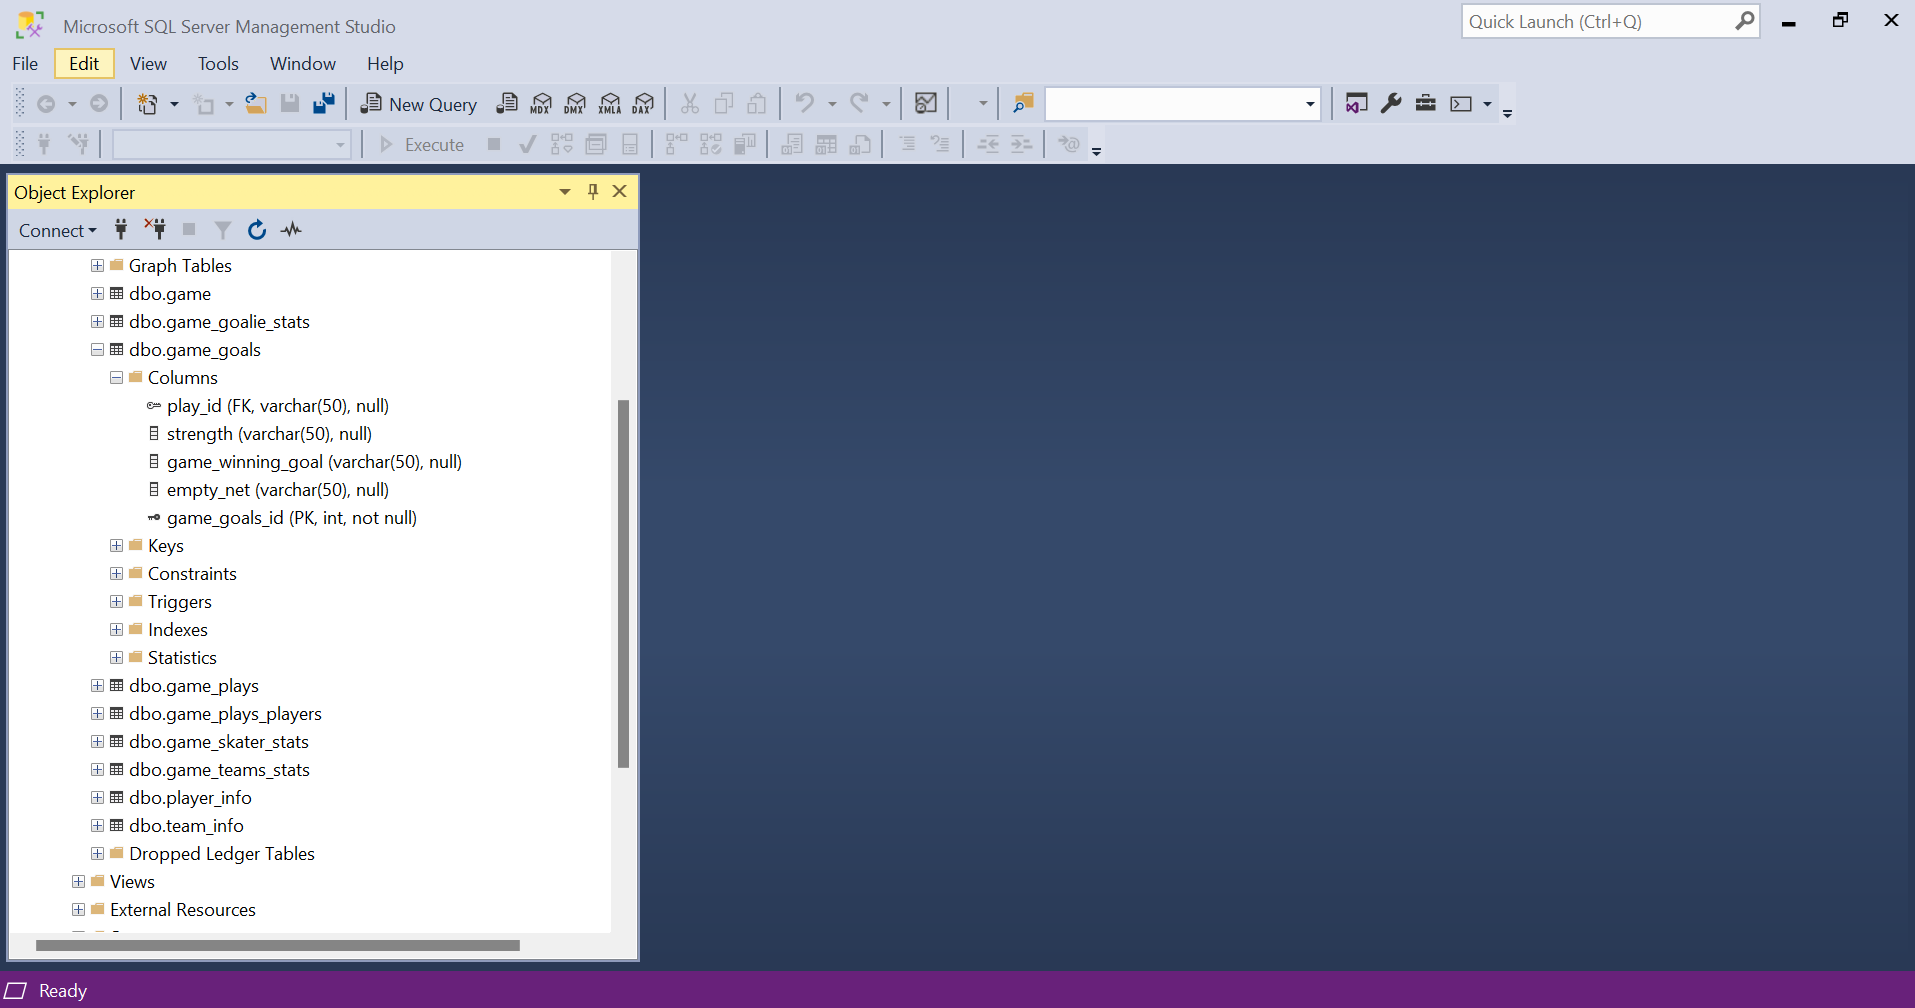 Microsoft SQL Server Management Studio
Quick Launch (Ctrl+Q)
File Edit View Tools Window Help
New Query MDX DMX XMLA DAX
Execute
Object Explorer
Connect
Graph Tables
dbo.game
dbo.game_goalie_stats
dbo.game_goals
Columns
play_id (FK, varchar(50), null)
strength (varchar(50), null)
game_winning_goal (varchar(50), null)
empty_net (varchar(50), null)
game_goals_id (PK, int, not null)
Keys
Constraints
Triggers
Indexes
Statistics
dbo.game_plays
dbo.game_plays_players
dbo.game_skater_stats
dbo.game_teams_stats
dbo.player_info
dbo.team_info
Dropped Ledger Tables
Views
External Resources
Ready